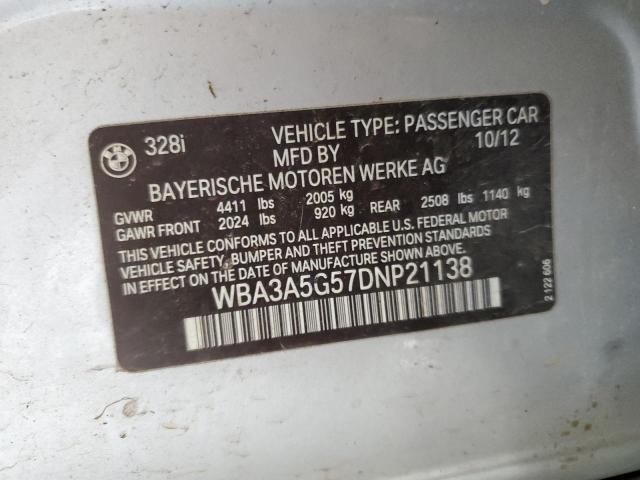 BMW
328i VEHICLE TYPE: PASSENGER CAR
MFD BY 10/12
BAYERISCHE MOTOREN WERKE AG
GVWR 4411 lbs 2005 kg
GAWR FRONT 2024 lbs 920 kg REAR 2508 lbs 1140 kg
THIS VEHICLE CONFORMS TO ALL APPLICABLE U.S. FEDERAL MOTOR
VEHICLE SAFETY, BUMPER AND THEFT PREVENTION STANDARDS
IN EFFECT ON THE DATE OF MANUFACTURE SHOWN ABOVE.
WBA3A5G57DNP21138
2 122 606